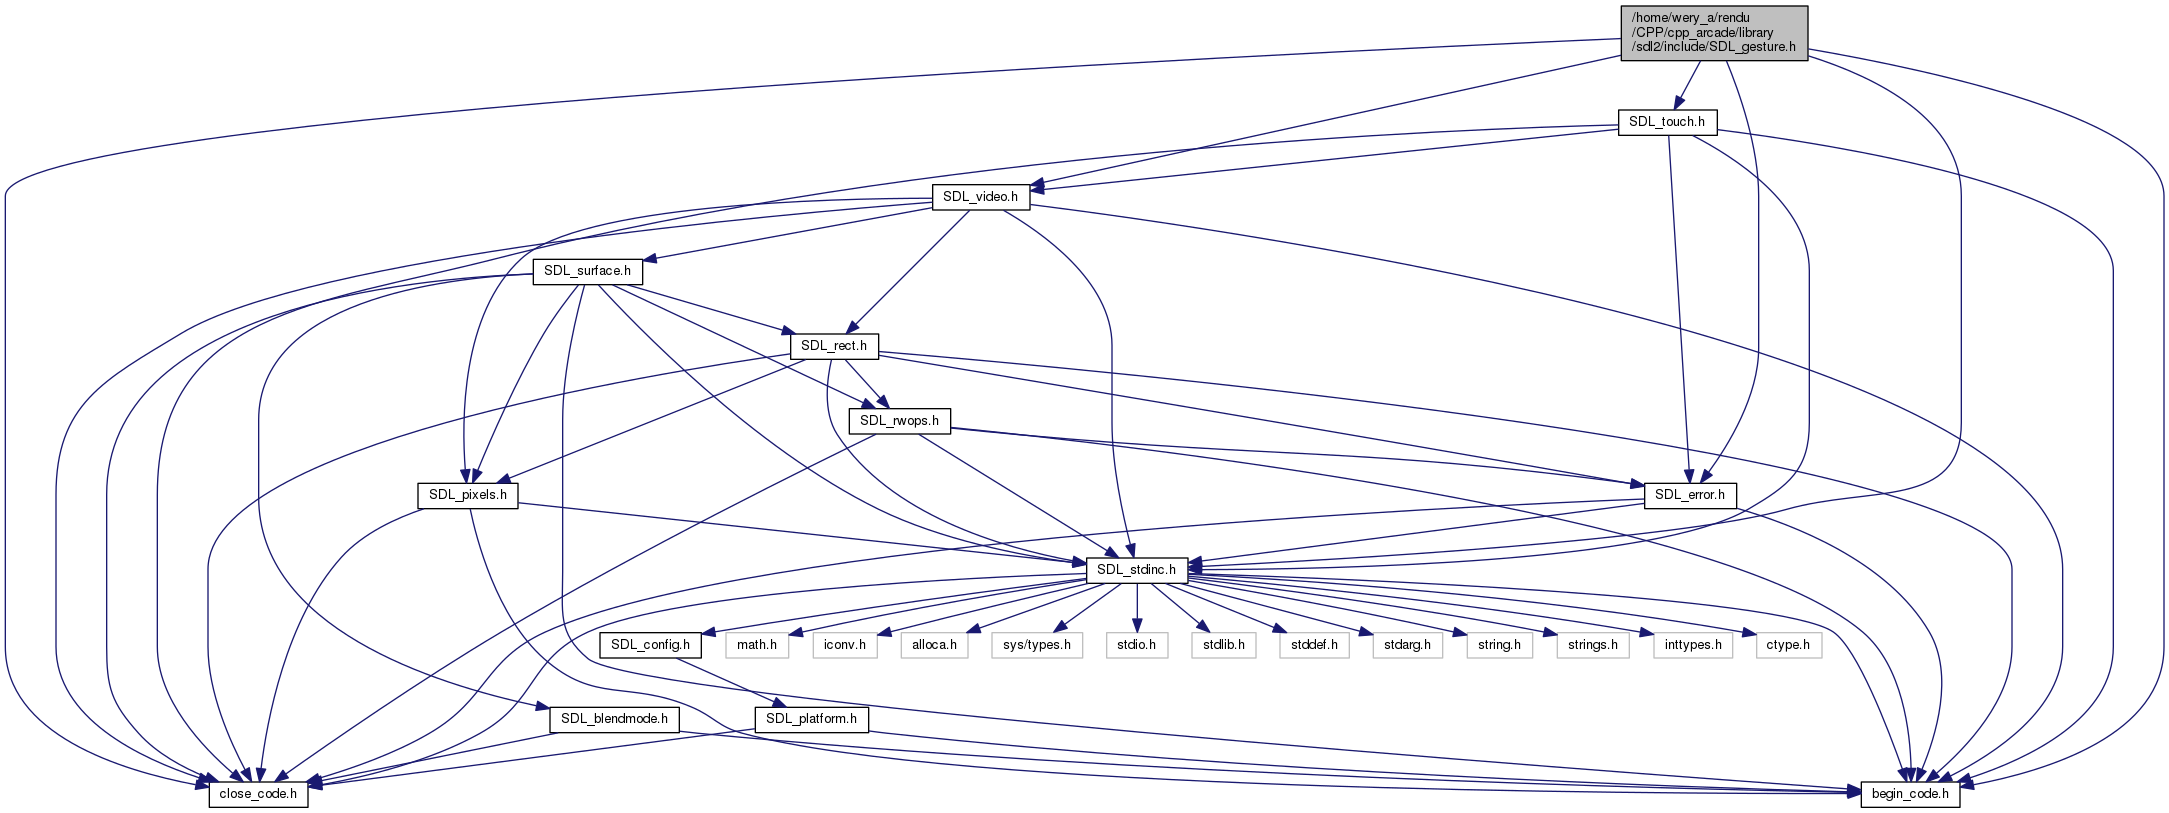 /home/wery_a/rendu
/CPP/cpp_arcade/library
/sdl2/include/SDL_gesture.h
SDL_touch.h
SDL_video.h
SDL_surface.h
SDL_rect.h
SDL_rwops.h
SDL_pixels.h
SDL_error.h
SDL_stdinc.h
SDL_config.h
math.h
iconv.h
alloca.h
sys/types.h
stdio.h
stdlib.h
stddef.h
stdarg.h
string.h
strings.h
inttypes.h
ctype.h
SDL_blendmode.h
SDL_platform.h
close_code.h
begin_code.h